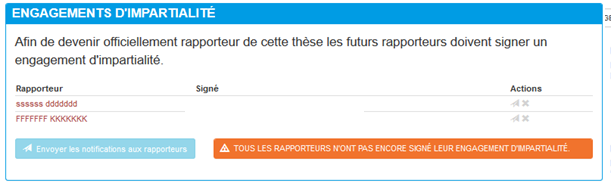 ENGAGEMENTS D'IMPARTIALITÉ
Afin de devenir officiellement rapporteur de cette thèse les futurs rapporteurs doivent signer un
engagement d'impartialité.
Rapporteur Signé Actions
ssssss ddddddd
FFFFFFF KKKKKKK
Envoyer les notifications aux rapporteurs
TOUS LES RAPPORTEURS N'ONT PAS ENCORE SIGNÉ LEUR ENGAGEMENT D'IMPARTIALITÉ.